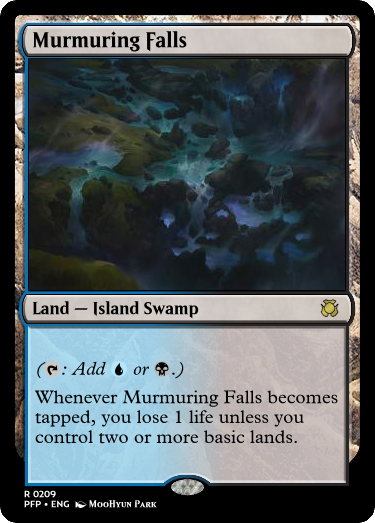 Murmuring Falls
Land — Island Swamp
(T: Add or .)
Whenever Murmuring Falls becomes
tapped, you lose 1 life unless you
control two or more basic lands.
R 0209
PFP • ENG MooHyun Park